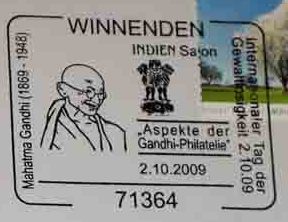 WINNENDEN
INDIEN Salon
Mahatma Gandhi (1869 - 1948)
Internationaler Tag der
Gewaltlosigkeit 2.10.09
„Aspekte der
Gandhi-Philatelie"
2.10.2009
71364